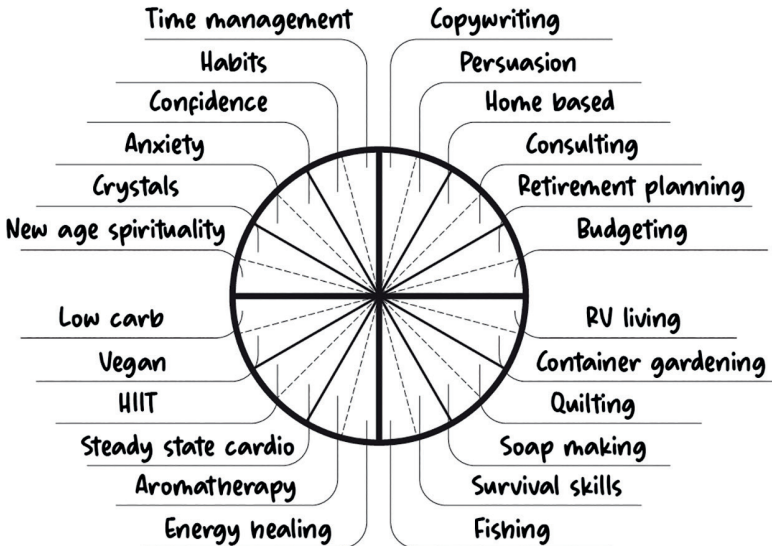 Time management
Copywriting
Habits
Persuasion
Confidence
Home based
Anxiety
Consulting
Crystals
Retirement planning
New age spirituality
Budgeting
Low carb
RV living
Vegan
Container gardening
HIIT
Quilting
Steady state cardio
Soap making
Aromatherapy
Survival skills
Energy healing
Fishing